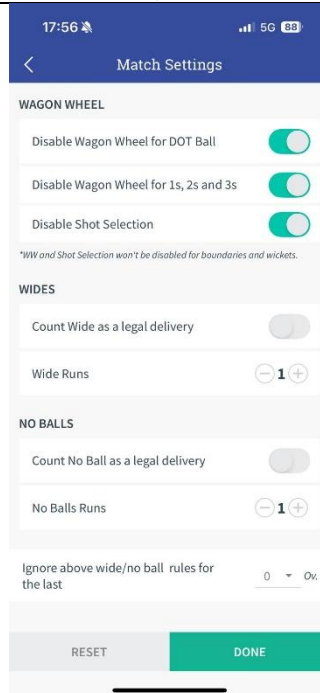 17:56 5G 88
Match Settings
WAGON WHEEL
Disable Wagon Wheel for DOT Ball
Disable Wagon Wheel for 1s, 2s and 3s
Disable Shot Selection
*WW and Shot Selection won't be disabled for boundaries and wickets.
WIDES
Count Wide as a legal delivery
Wide Runs 1
NO BALLS
Count No Ball as a legal delivery
No Balls Runs 1
Ignore above wide/no ball rules for
the last 0 Ov.
RESET DONE